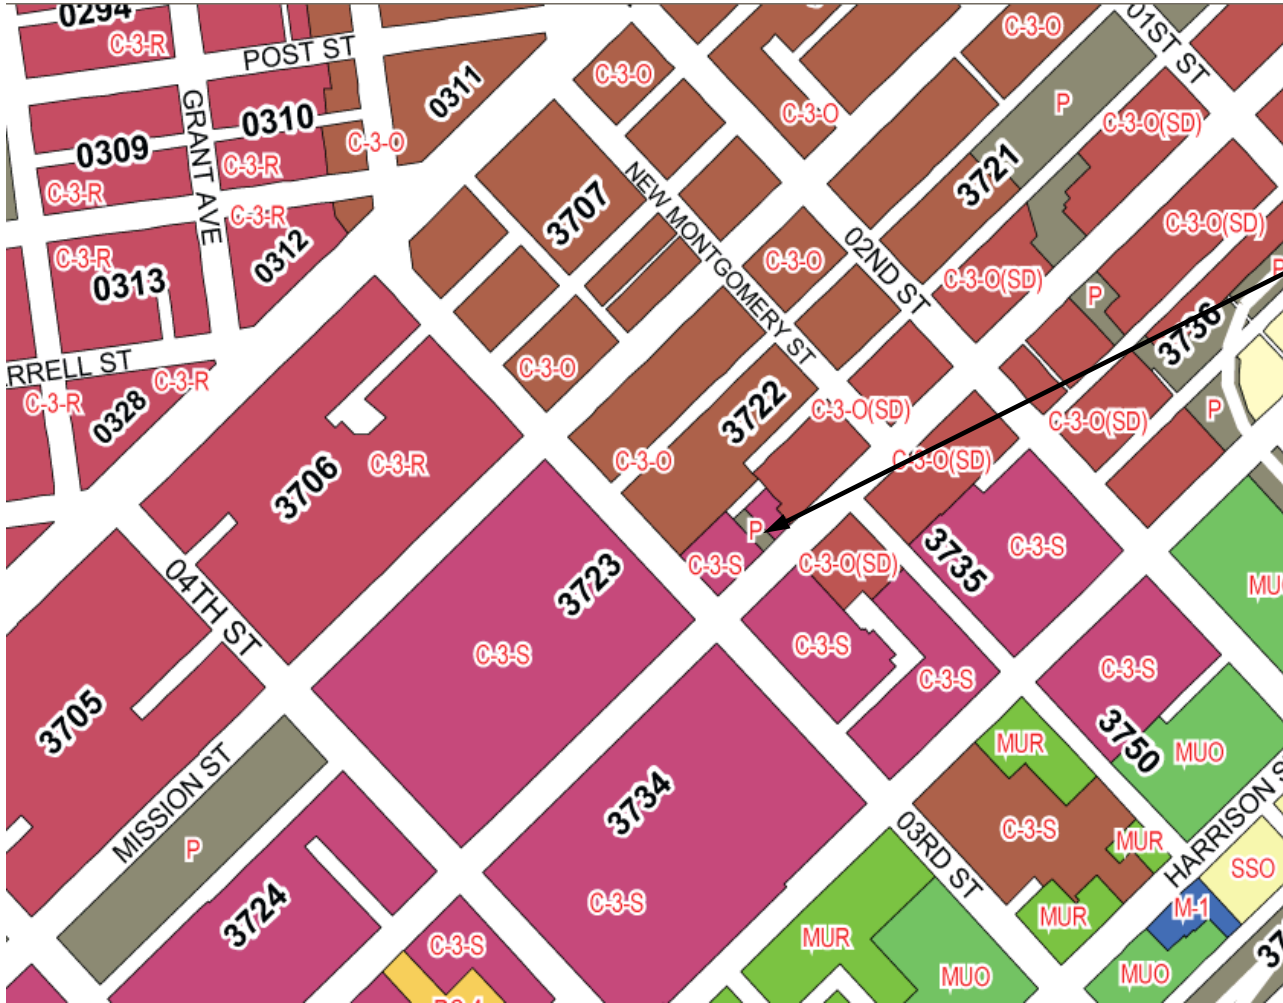 0294
C-3-R
POST ST
0311
C-3-O
C-3-O
01ST ST
C-3-O
P
C-3-O(SD)
GRANT AVE
0310
0309
C-3-R
C-3-O
C-3-R
3721
NEW MONTGOMERY ST
3707
C-3-R
C-3-O(SD)
0312
C-3-R
0313
C-3-O
02ND ST
C-3-O(SD)
P
P
3736
RRELL ST
C-3-R
C-3-R
0328
C-3-O
3722
C-3-O(SD)
C-3-O(SD)
P
3706
C-3-R
C-3-O
C-3-O(SD)
P
C-3-S
C-3-O(SD)
3735
C-3-S
3723
C-3-S
04TH ST
MUO
C-3-S
C-3-S
C-3-S
3705
MISSION ST
MUR
3750
MUO
3734
P
03RD ST
C-3-S
MUR
HARRISON S
SSO
3724
C-3-S
C-3-S
MUR
M-1
MUR
MUO
MUO